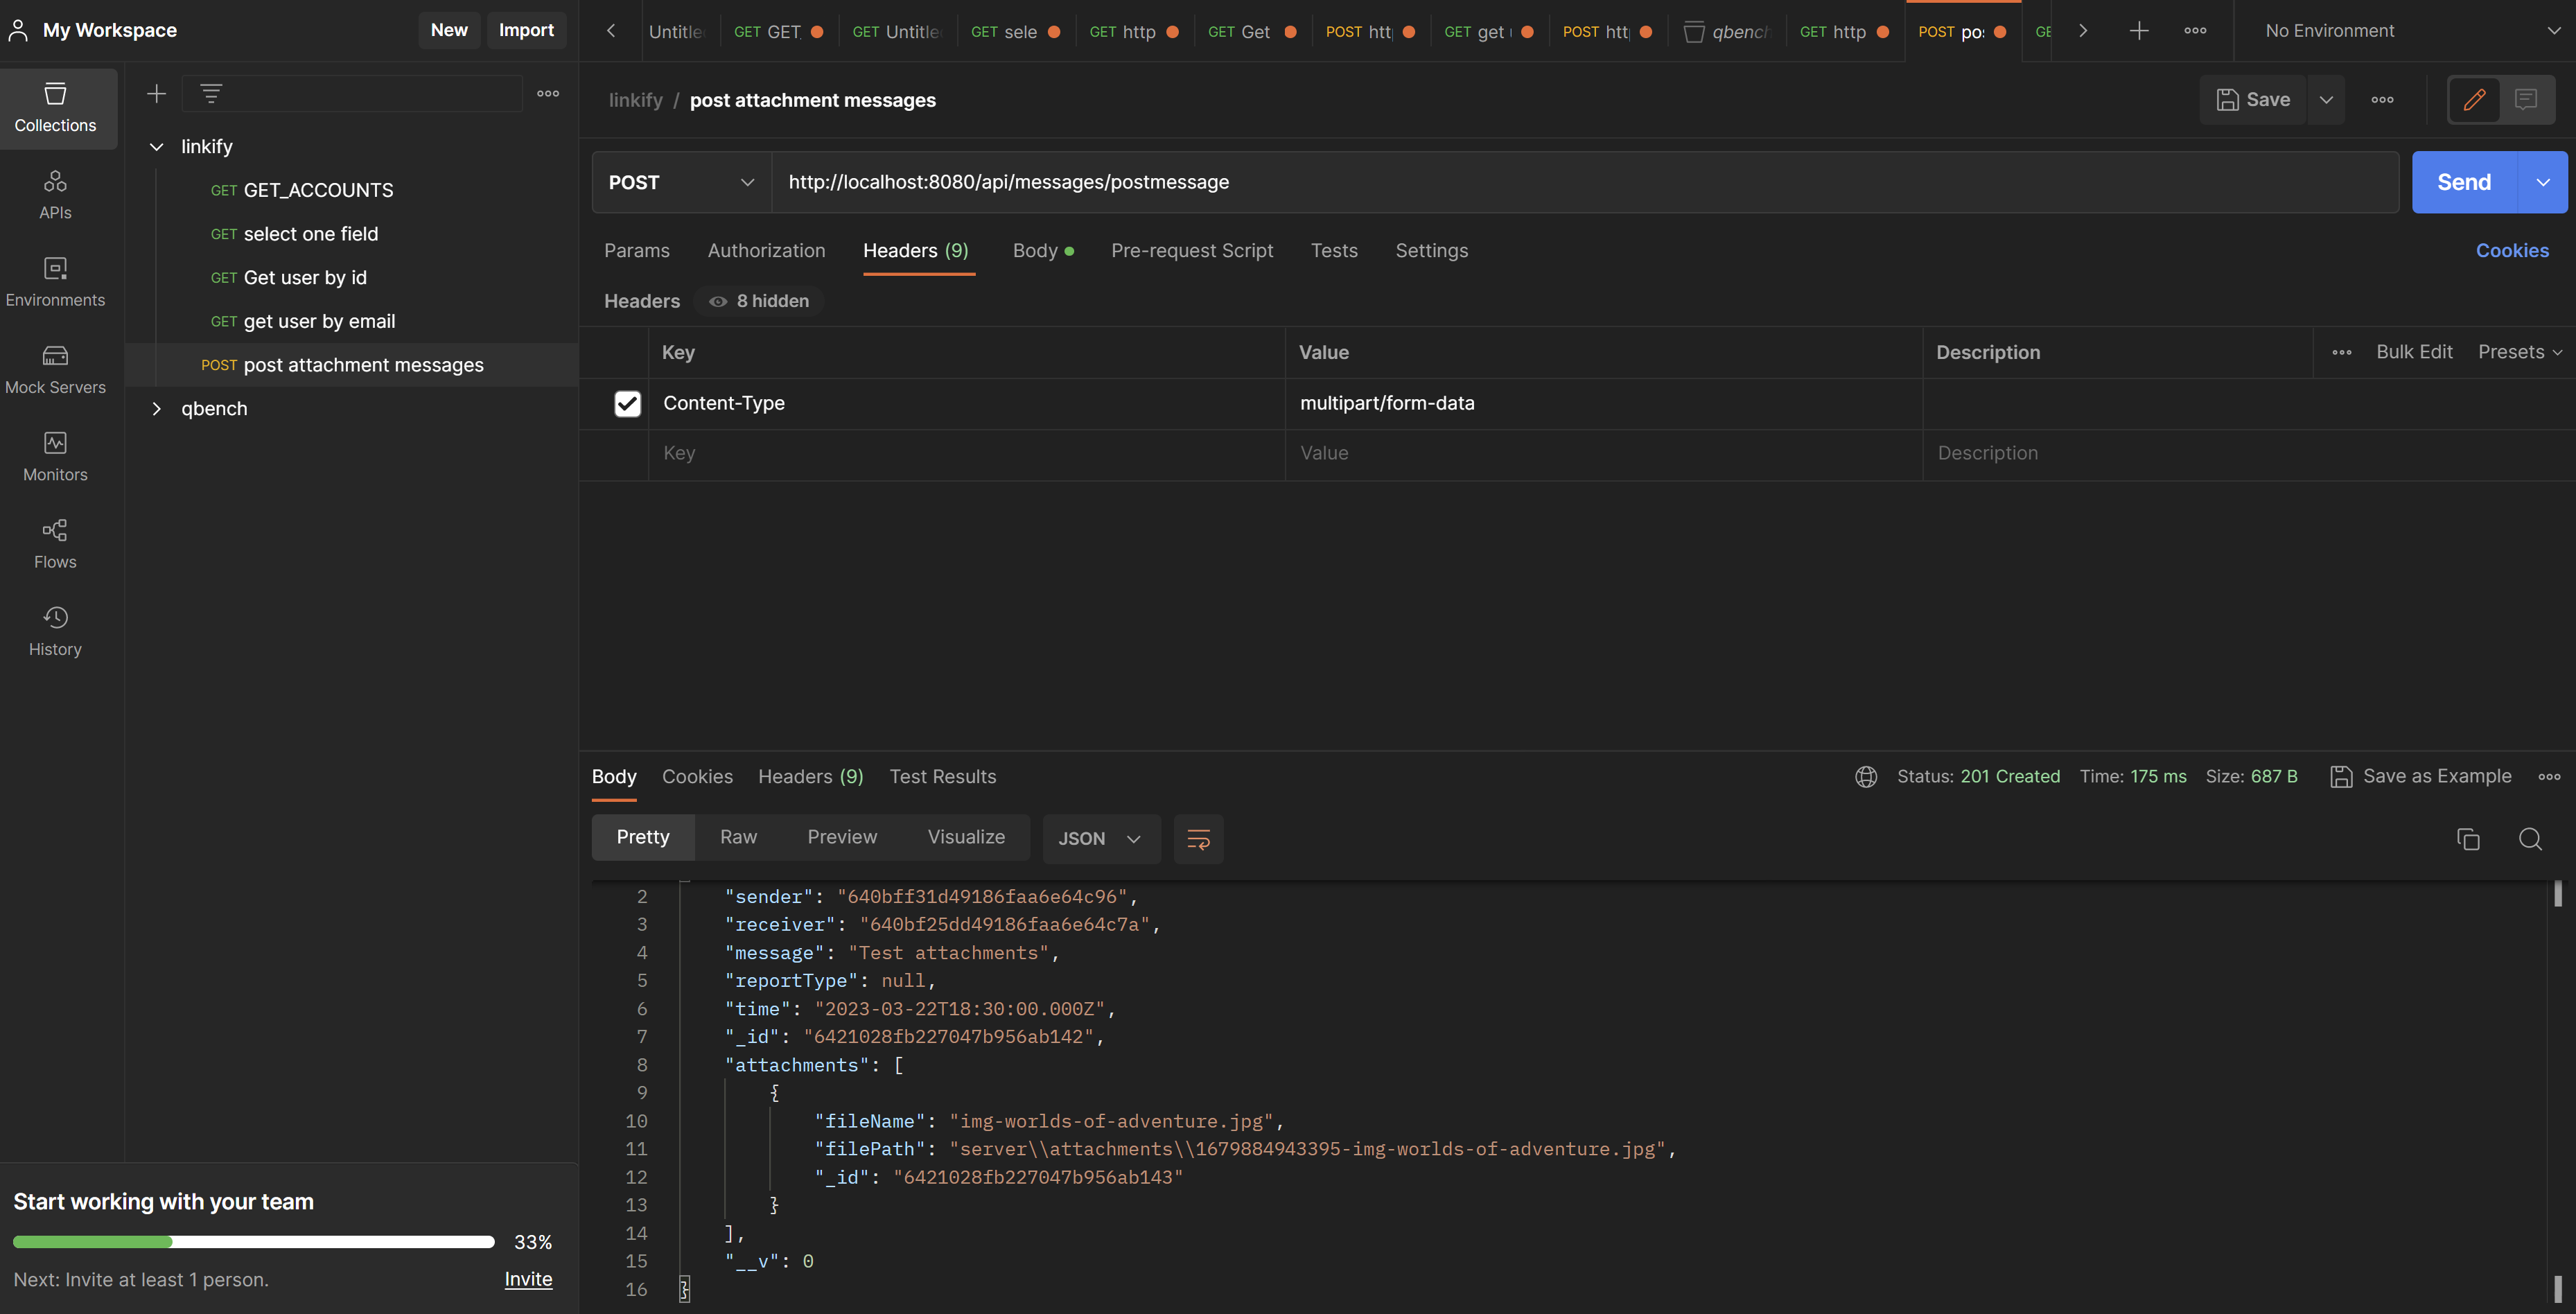 My Workspace
New
Import
Untitle
GET GET_
GET Untitle
GET sele
GET http
GET Get
POST htt
GET get
POST htt
qbench
GET http
POST po
GE
No Environment
Collections
APIs
Environments
Mock Servers
Monitors
Flows
History
linkify
GET GET_ACCOUNTS
GET select one field
GET Get user by id
GET get user by email
POST post attachment messages
qbench
Start working with your team
33%
Next: Invite at least 1 person.
Invite
linkify / post attachment messages
Save
POST
http://localhost:8080/api/messages/postmessage
Send
Params
Authorization
Headers (9)
Body
Pre-request Script
Tests
Settings
Cookies
Headers
8 hidden
Key
Value
Description
Bulk Edit
Presets
Content-Type
multipart/form-data
Key
Value
Description
Body
Cookies
Headers (9)
Test Results
Status: 201 Created
Time: 175 ms
Size: 687 B
Save as Example
Pretty
Raw
Preview
Visualize
JSON
2 "sender": "640bff31d49186faa6e64c96",
3 "receiver": "640bf25dd49186faa6e64c7a",
4 "message": "Test attachments",
5 "reportType": null,
6 "time": "2023-03-22T18:30:00.000Z",
7 "_id": "6421028fb227047b956ab142",
8 "attachments": [
9 {
10 "fileName": "img-worlds-of-adventure.jpg",
11 "filePath": "server\\attachments\\1679884943395-img-worlds-of-adventure.jpg",
12 "_id": "6421028fb227047b956ab143"
13 }
14 ],
15 "__v": 0
16 }